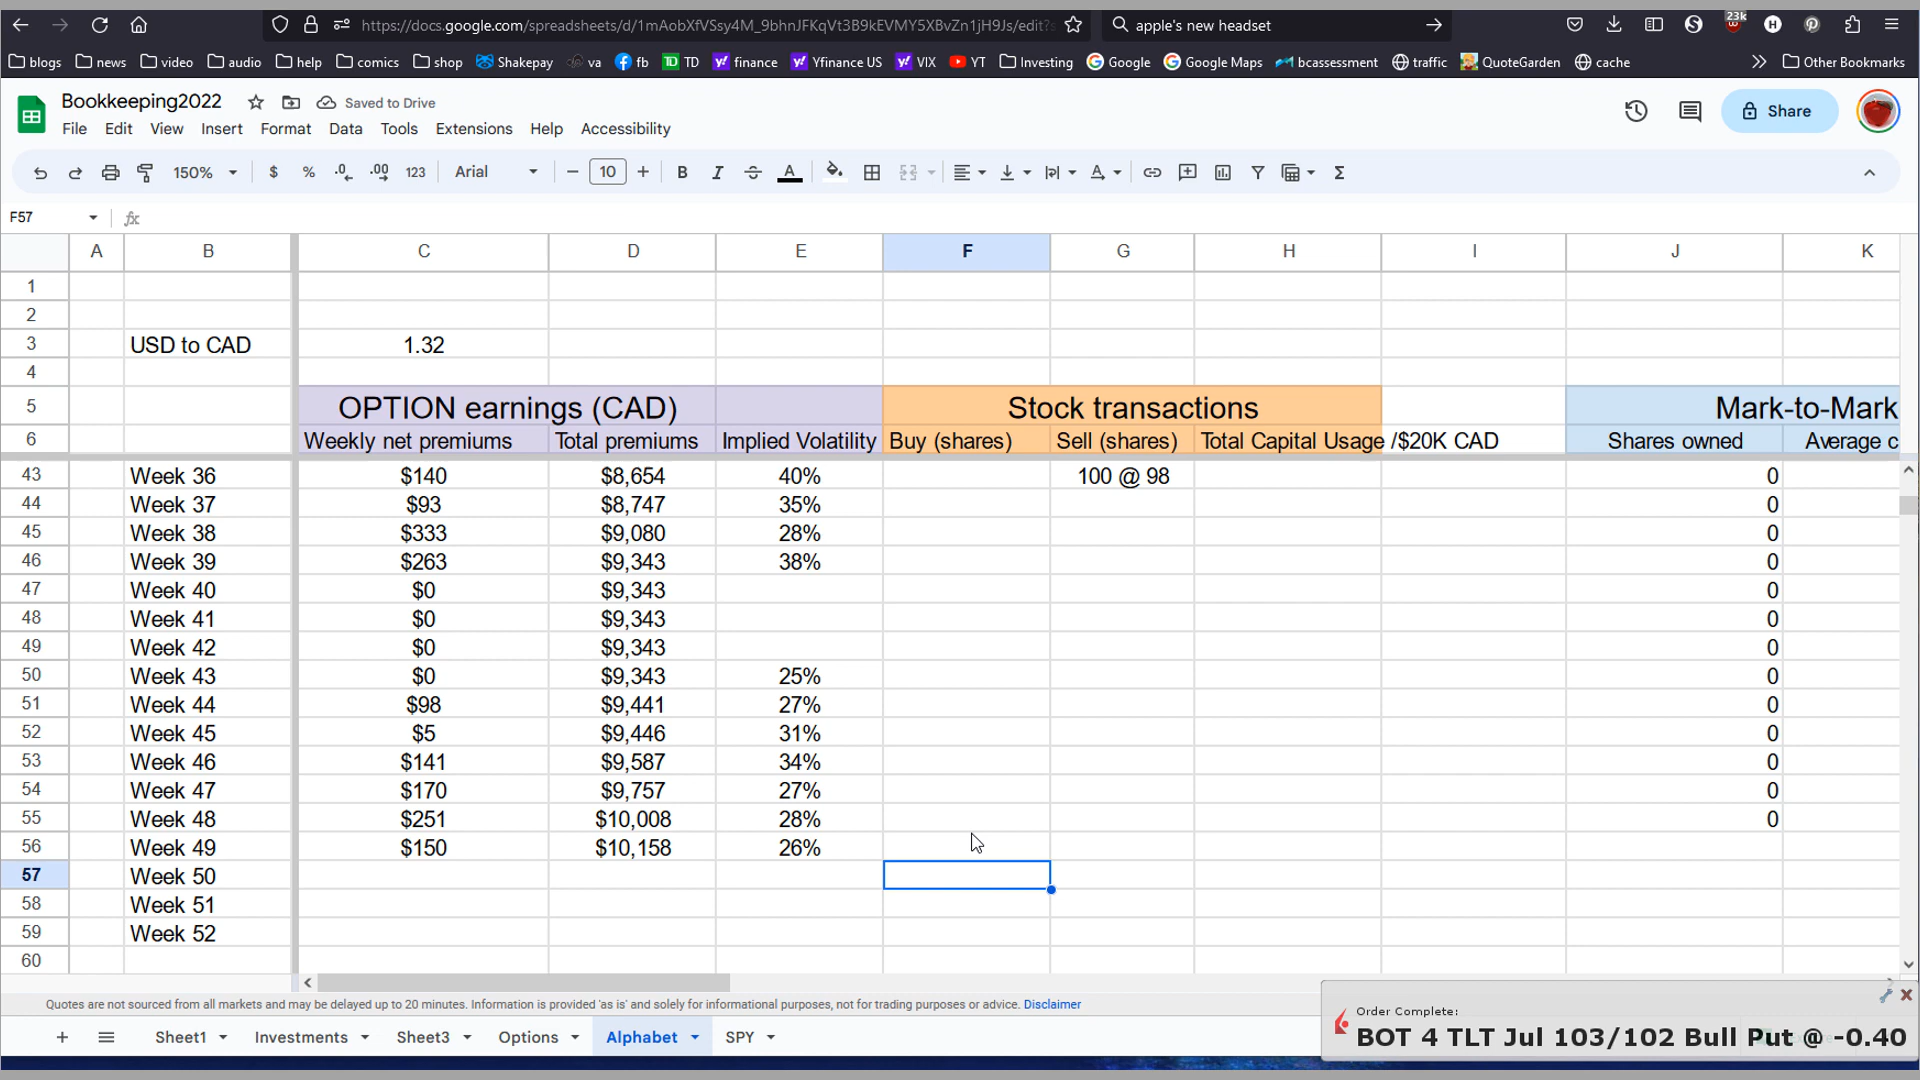 https://docs.google.com/spreadsheets/d/1mAobXfVSsy4M_9bhnJFKqVt3B9kEVMY5XBvZn1jH9Js/edit?s
apple's new headset
23k
blogs news video audio help comics shop Shakepay va fb TD TD finance Yfinance US VIX YT Investing Google Google Maps bcassessment traffic QuoteGarden cache Other Bookmarks
Bookkeeping2022 Saved to Drive
File Edit View Insert Format Data Tools Extensions Help Accessibility
Share
150% $ % .0 .00 123 Arial 10 B I A
F57 fx
A B C D E F G H I J K
1
2
3 USD to CAD 1.32
4
5 OPTION earnings (CAD) Stock transactions Mark-to-Mark
6 Weekly net premiums Total premiums Implied Volatility Buy (shares) Sell (shares) Total Capital Usage /$20K CAD Shares owned Average c
43 Week 36 $140 $8,654 40% 100 @ 98 0
44 Week 37 $93 $8,747 35% 0
45 Week 38 $333 $9,080 28% 0
46 Week 39 $263 $9,343 38% 0
47 Week 40 $0 $9,343 0
48 Week 41 $0 $9,343 0
49 Week 42 $0 $9,343 0
50 Week 43 $0 $9,343 25% 0
51 Week 44 $98 $9,441 27% 0
52 Week 45 $5 $9,446 31% 0
53 Week 46 $141 $9,587 34% 0
54 Week 47 $170 $9,757 27% 0
55 Week 48 $251 $10,008 28% 0
56 Week 49 $150 $10,158 26%
57 Week 50
58 Week 51
59 Week 52
60
Quotes are not sourced from all markets and may be delayed up to 20 minutes. Information is provided 'as is' and solely for informational purposes, not for trading purposes or advice. Disclaimer
Sheet1 Investments Sheet3 Options Alphabet SPY
Order Complete:
BOT 4 TLT Jul 103/102 Bull Put @ -0.40